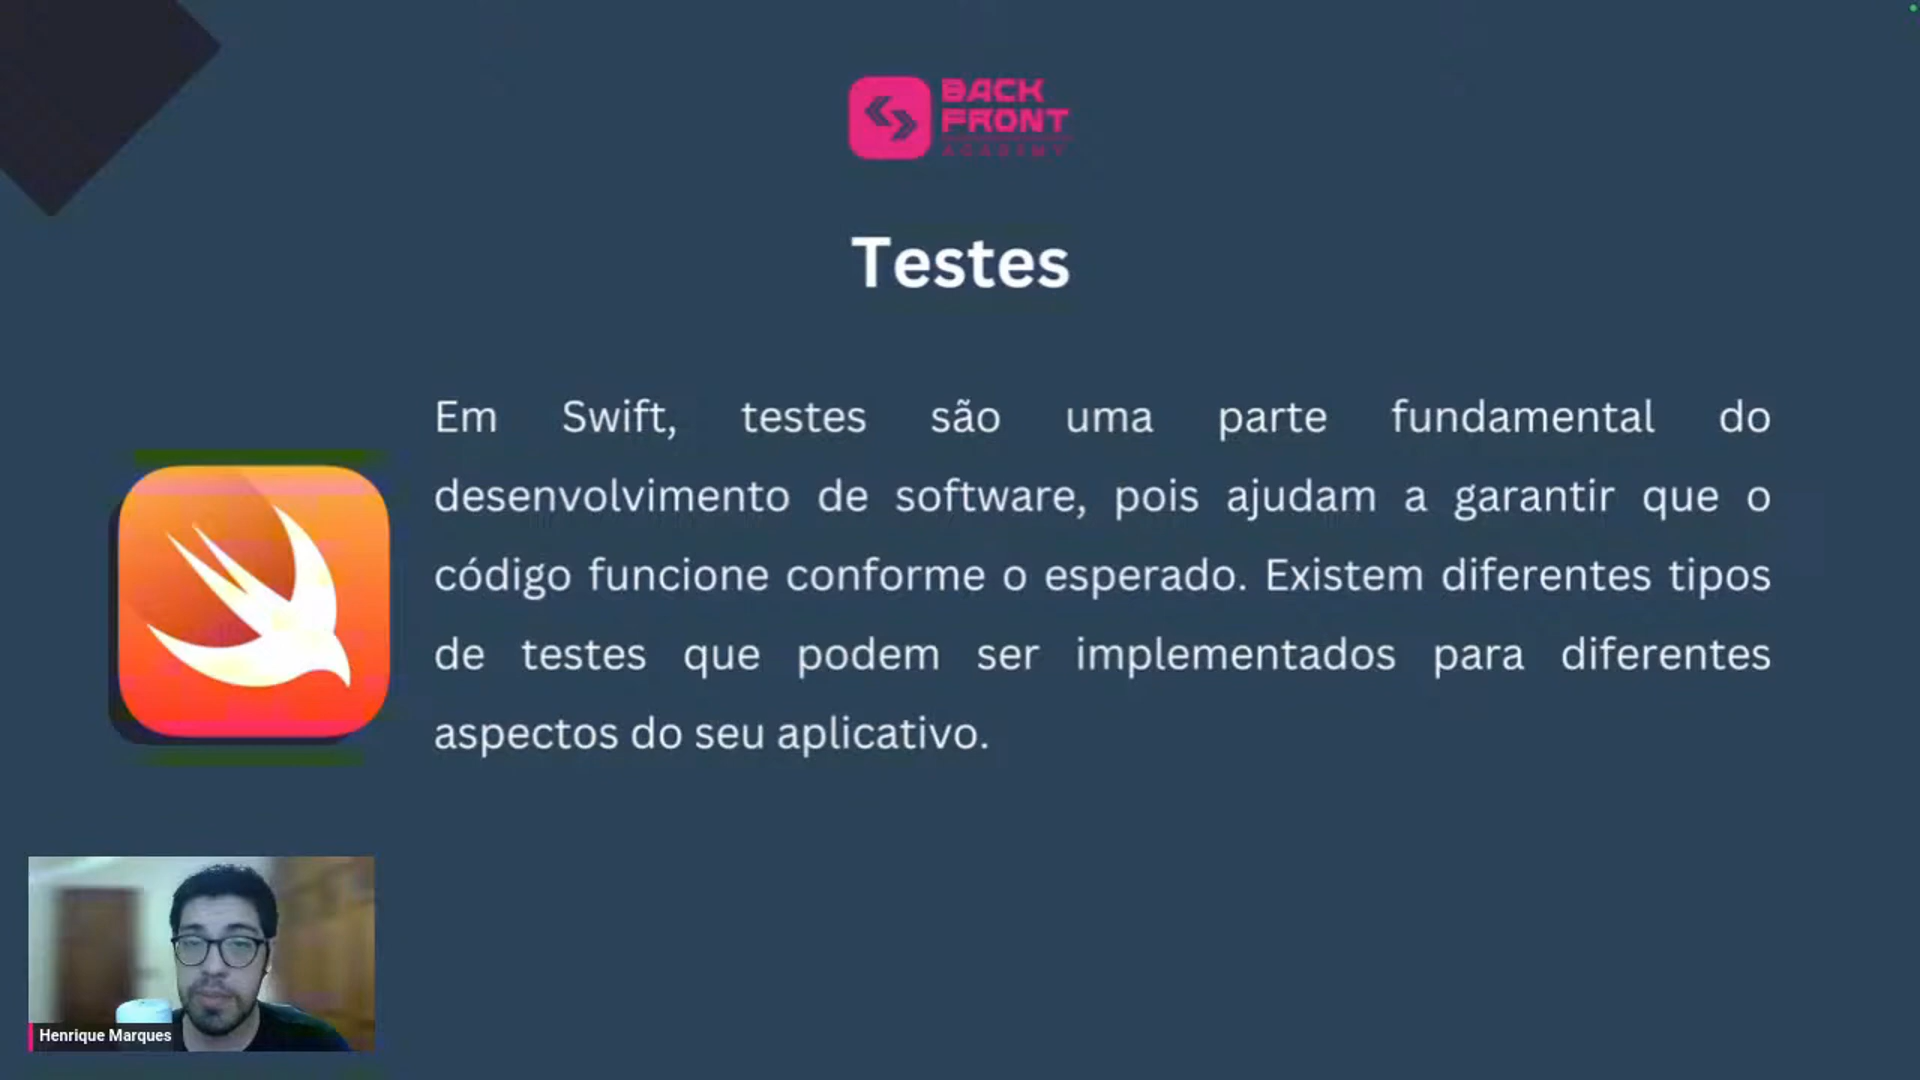 BACK
FRONT
ACADEMY
Testes
Em Swift, testes são uma parte fundamental do
desenvolvimento de software, pois ajudam a garantir que o
código funcione conforme o esperado. Existem diferentes tipos
de testes que podem ser implementados para diferentes
aspectos do seu aplicativo.
Henrique Marques